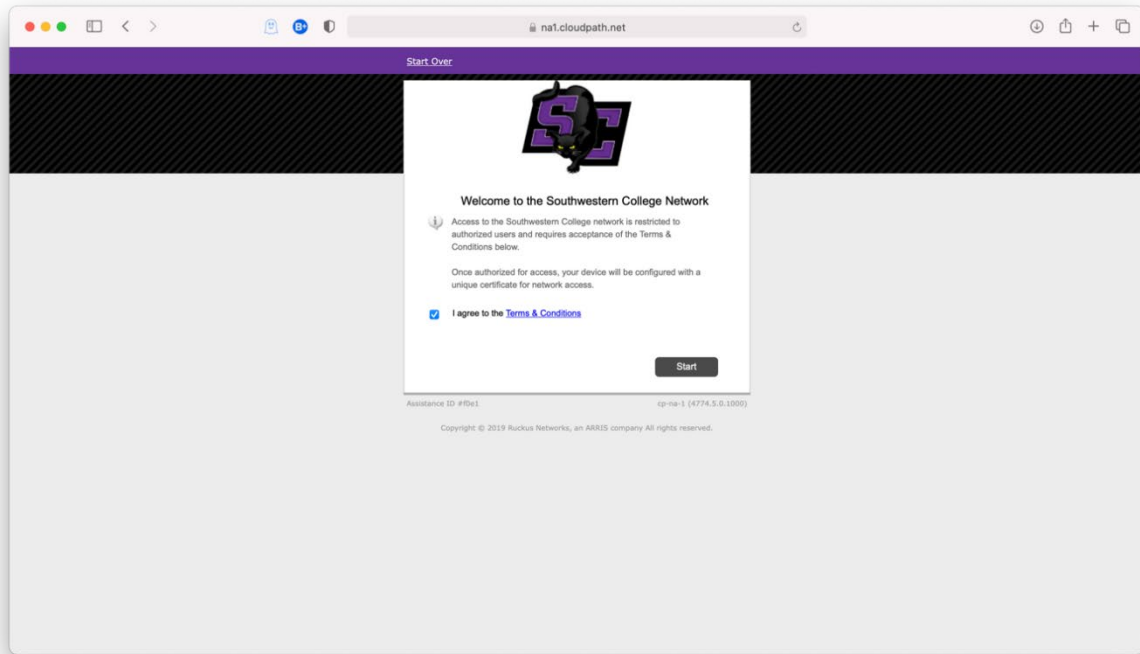 B+
na1.cloudpath.net
Start Over
SC
Welcome to the Southwestern College Network
Access to the Southwestern College network is restricted to
authorized users and requires acceptance of the Terms &
Conditions below.
Once authorized for access, your device will be configured with a
unique certificate for network access.
I agree to the Terms & Conditions
Start
Assistance ID #f0e1 cp-na-1 (4774.5.0.1000)
Copyright © 2019 Ruckus Networks, an ARRIS company All rights reserved.